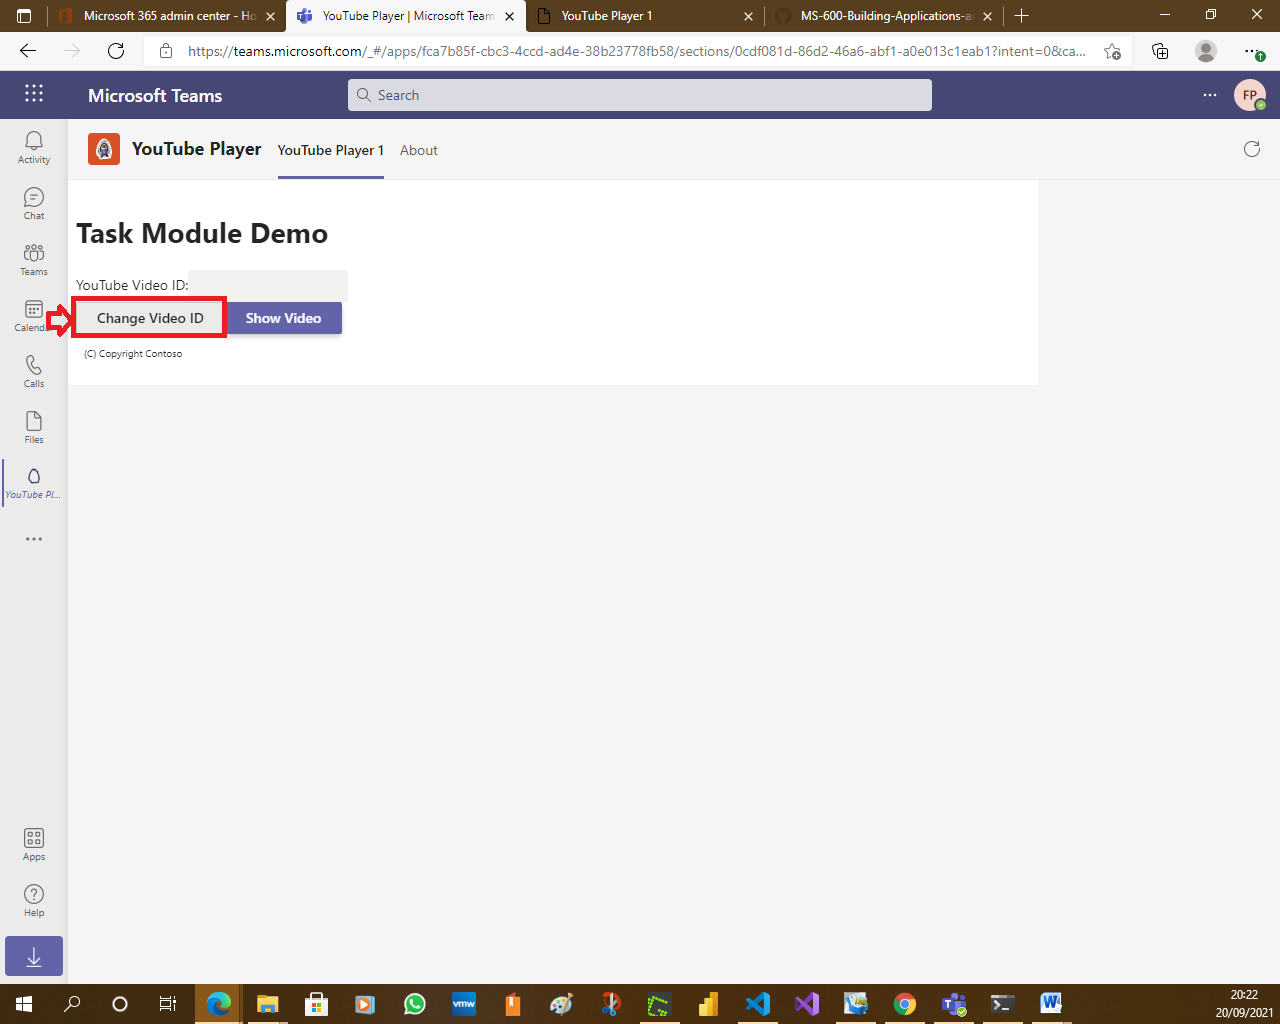 Microsoft 365 admin center - Ho
YouTube Player | Microsoft Team
YouTube Player 1
MS-600-Building-Applications-a
https://teams.microsoft.com/_#/apps/fca7b85f-cbc3-4ccd-ad4e-38b23778fb58/sections/0cdf081d-86d2-46a6-abf1-a0e013c1eab1?intent=0&ca...
Microsoft Teams
Search
FP
YouTube Player
YouTube Player 1
About
Activity
Chat
Teams
Calend
Calls
Files
YouTube Pl...
Task Module Demo
YouTube Video ID:
Change Video ID
Show Video
(C) Copyright Contoso
Apps
Help
vmw
20:22
20/09/2021